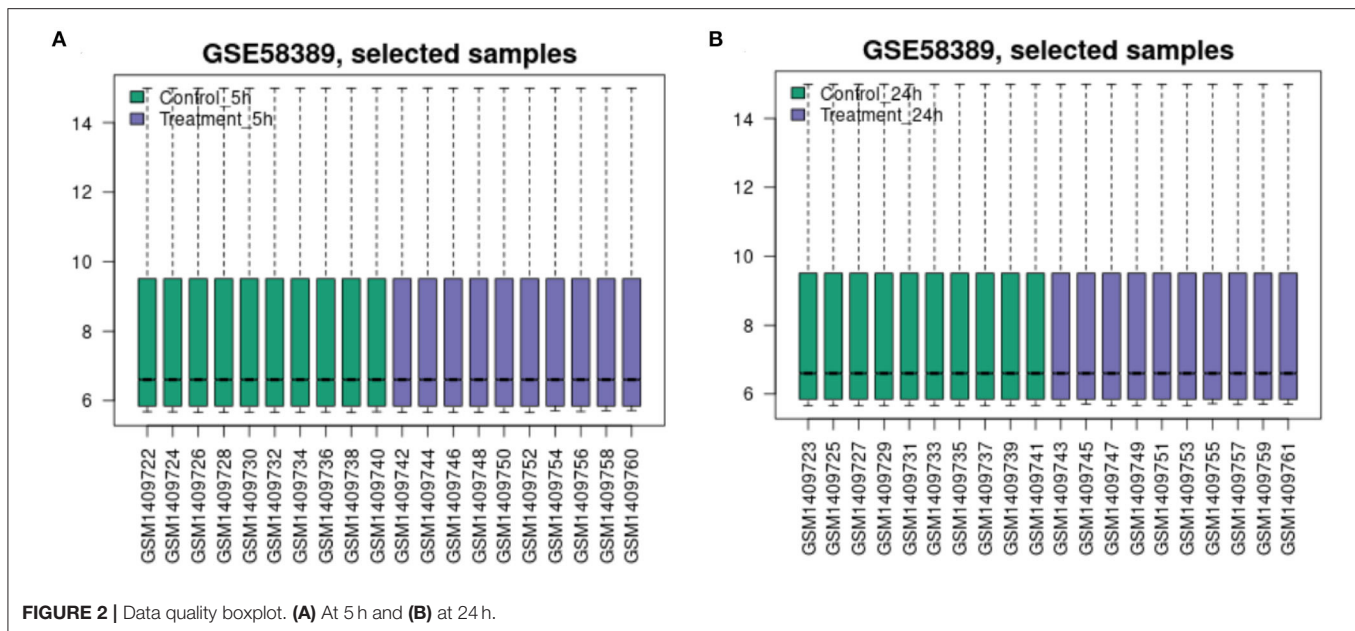 A
GSE58389, selected samples
Control_5h
Treatment_5h
14
12
10
8
6
GSM1409722
GSM1409724
GSM1409726
GSM1409728
GSM1409730
GSM1409732
GSM1409734
GSM1409736
GSM1409738
GSM1409740
GSM1409742
GSM1409744
GSM1409746
GSM1409748
GSM1409750
GSM1409752
GSM1409754
GSM1409756
GSM1409758
GSM1409760
B
GSE58389, selected samples
Control_24h
Treatment_24h
14
12
10
8
6
GSM1409723
GSM1409725
GSM1409727
GSM1409729
GSM1409731
GSM1409733
GSM1409735
GSM1409737
GSM1409739
GSM1409741
GSM1409743
GSM1409745
GSM1409747
GSM1409749
GSM1409751
GSM1409753
GSM1409755
GSM1409757
GSM1409759
GSM1409761
FIGURE 2 | Data quality boxplot. (A) At 5 h and (B) at 24 h.